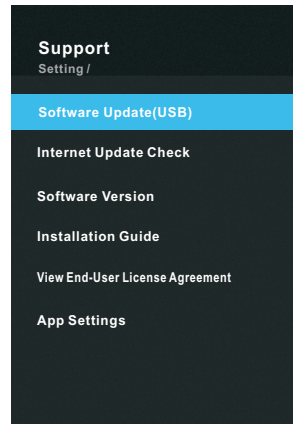 Support
Setting /
Software Update(USB)
Internet Update Check
Software Version
Installation Guide
View End-User License Agreement
App Settings